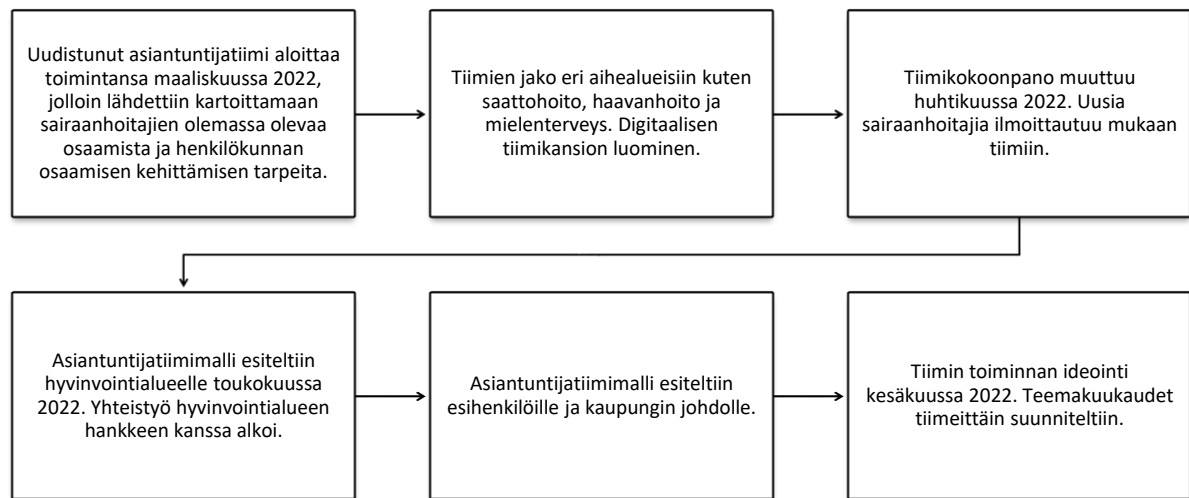 Uudistunut asiantuntijatiimi aloittaa
toimintansa maaliskuussa 2022,
jolloin lähdettiin kartoittamaan
sairaanhoitajien olemassa olevaa
osaamista ja henkilökunnan
osaamisen kehittämisen tarpeita.
Tiimien jako eri aihealueisiin kuten
saattohoito, haavanhoito ja
mielenterveys. Digitaalisen
tiimikansion luominen.
Tiimikokoonpano muuttuu
huhtikuussa 2022. Uusia
sairaanhoitajia ilmoittautuu mukaan
tiimiin.
Asiantuntijatiimimalli esiteltiin
hyvinvointialueelle toukokuussa
2022. Yhteistyö hyvinvointialueen
hankkeen kanssa alkoi.
Asiantuntijatiimimalli esiteltiin
esihenkilöille ja kaupungin johdolle.
Tiimin toiminnan ideointi
kesäkuussa 2022. Teemakuukaudet
tiimeittäin suunniteltiin.